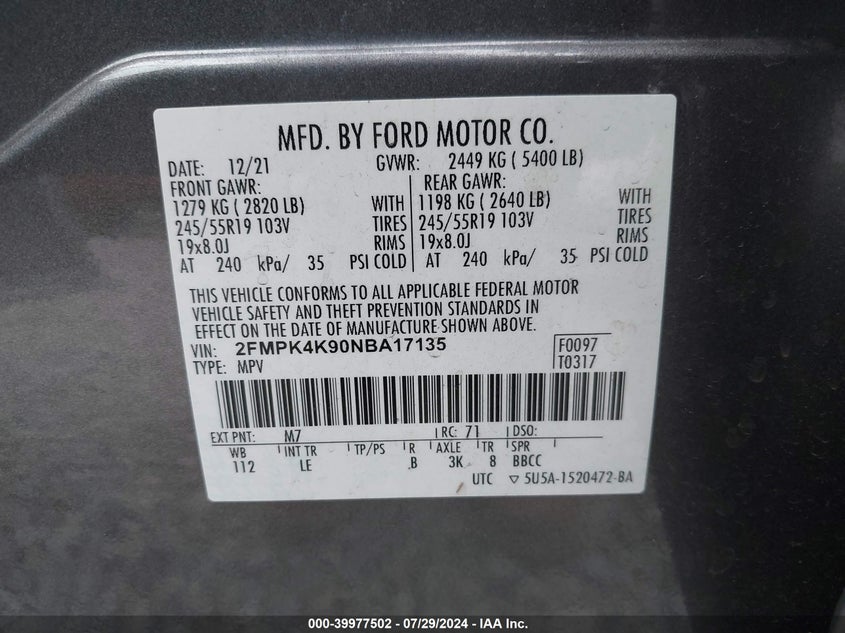 MFD. BY FORD MOTOR CO.
DATE: 12/21 GVWR: 2449 KG ( 5400 LB)
FRONT GAWR: REAR GAWR:
1279 KG ( 2820 LB) WITH 1198 KG ( 2640 LB) WITH
245/55R19 103V TIRES 245/55R19 103V TIRES
19x8.0J RIMS 19x8.0J RIMS
AT 240 kPa/ 35 PSI COLD AT 240 kPa/ 35 PSI COLD
THIS VEHICLE CONFORMS TO ALL APPLICABLE FEDERAL MOTOR
VEHICLE SAFETY AND THEFT PREVENTION STANDARDS IN
EFFECT ON THE DATE OF MANUFACTURE SHOWN ABOVE.
VIN: 2FMPK4K90NBA17135 F0097
TYPE: MPV T0317
EXT PNT: M7 RC: 71 DSO:
WB INT TR TP/PS R AXLE TR SPR
112 LE B 3K 8 BBCC
UTC ▽ 5U5A-1520472-BA
000-39977502 - 07/29/2024 - IAA Inc.